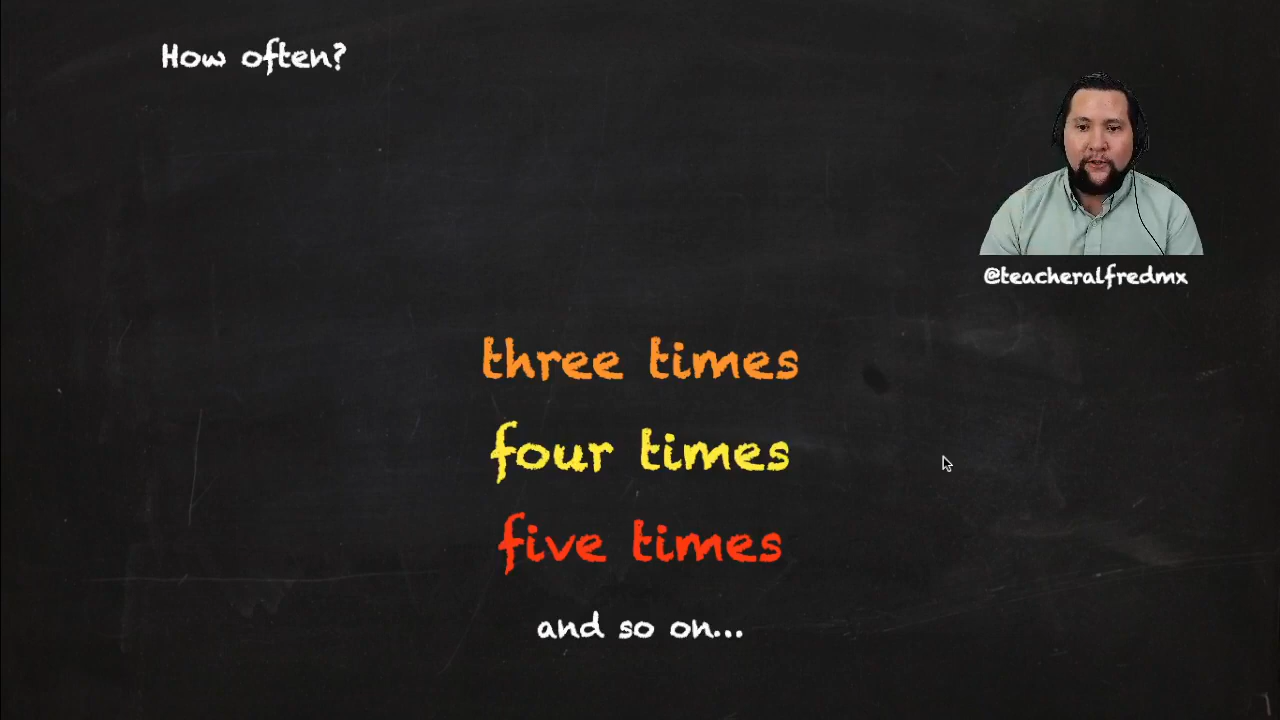 How often?
@teacheralfredmx
three times
four times
five times
and so on...